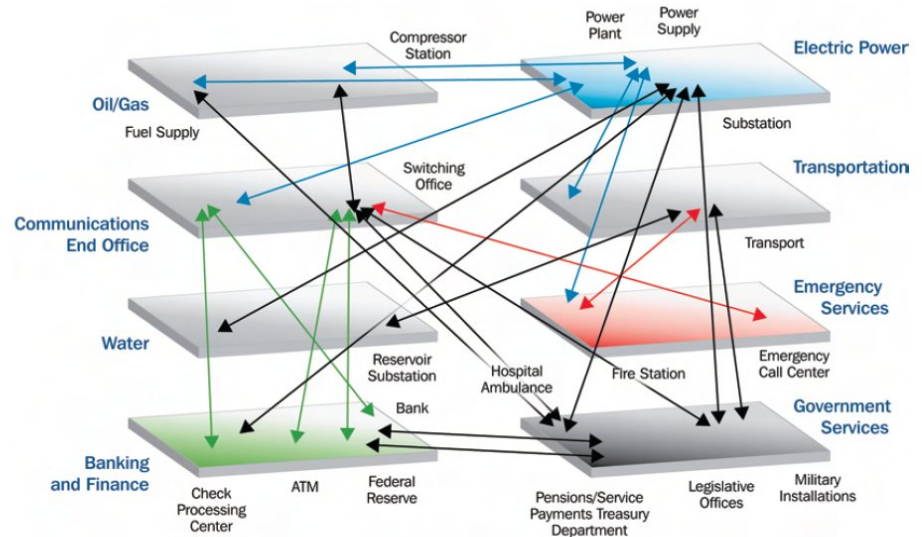 Compressor
Station
Power
Plant
Power
Supply
Electric Power
Oil/Gas
Fuel Supply
Substation
Switching
Office
Transportation
Communications
End Office
Transport
Emergency
Services
Water
Reservoir
Substation
Hospital
Ambulance
Fire Station
Emergency
Call Center
Bank
Government
Services
Banking
and Finance
Check
Processing
Center
ATM
Federal
Reserve
Pensions/Service
Payments Treasury
Department
Legislative
Offices
Military
Installations